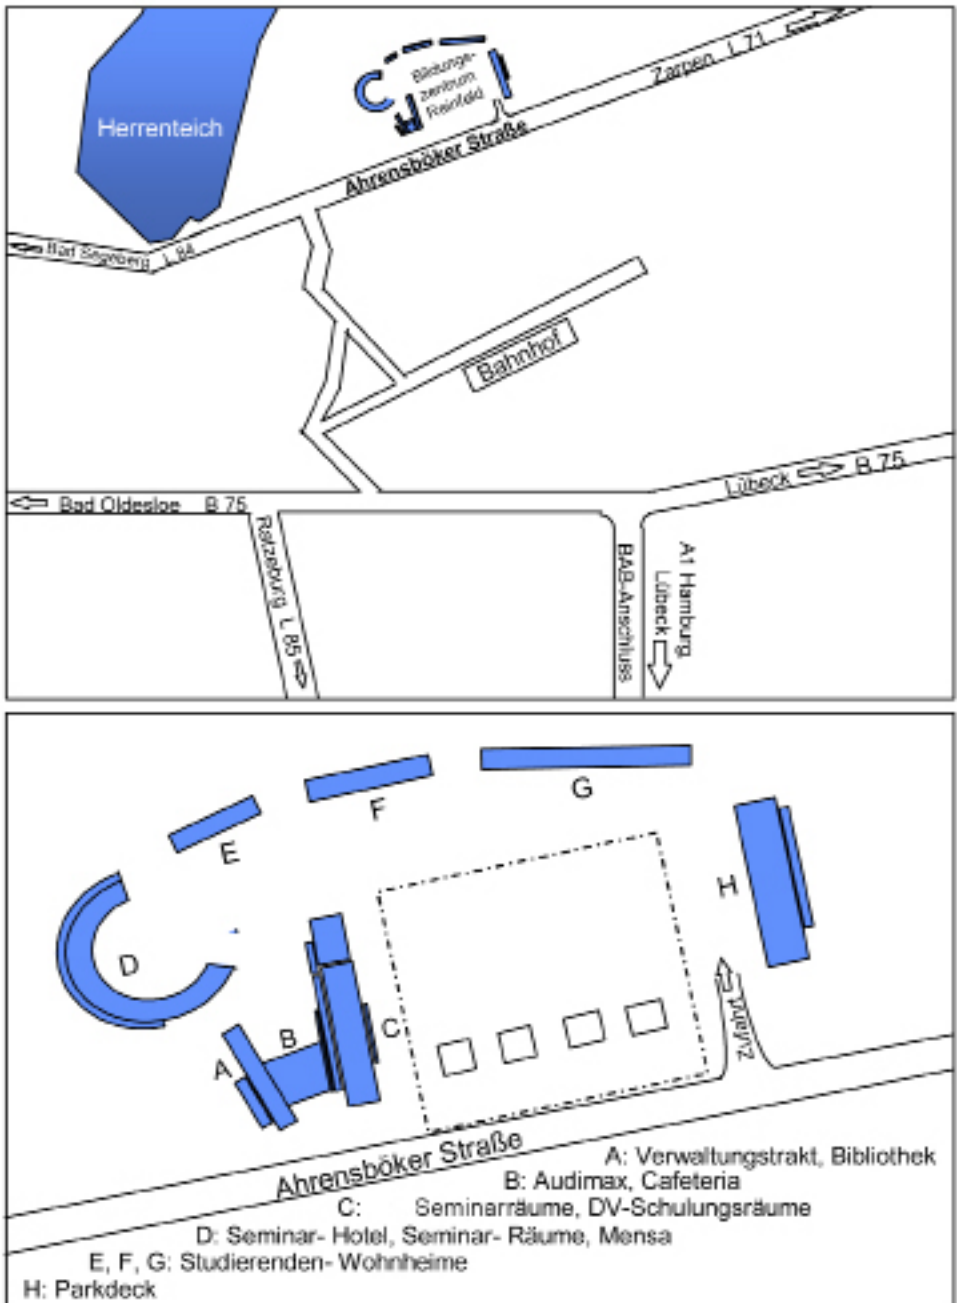 Herrenteich
Bildungs-
zentrum
Reinfeld
Zarpen L 71
Ahrensböker Straße
Bad Segeberg L 84
Bahnhof
Lübeck B 75
Bad Oldesloe B 75
Ratzeburg L 85
BAB-Anschluss
A1 Hamburg,
Lübeck
G
F
E
H
D
C
B
A
Zufahrt
Ahrensböker Straße
A: Verwaltungstrakt, Bibliothek
B: Audimax, Cafeteria
C: Seminarräume, DV-Schulungsräume
D: Seminar- Hotel, Seminar- Räume, Mensa
E, F, G: Studierenden- Wohnheime
H: Parkdeck